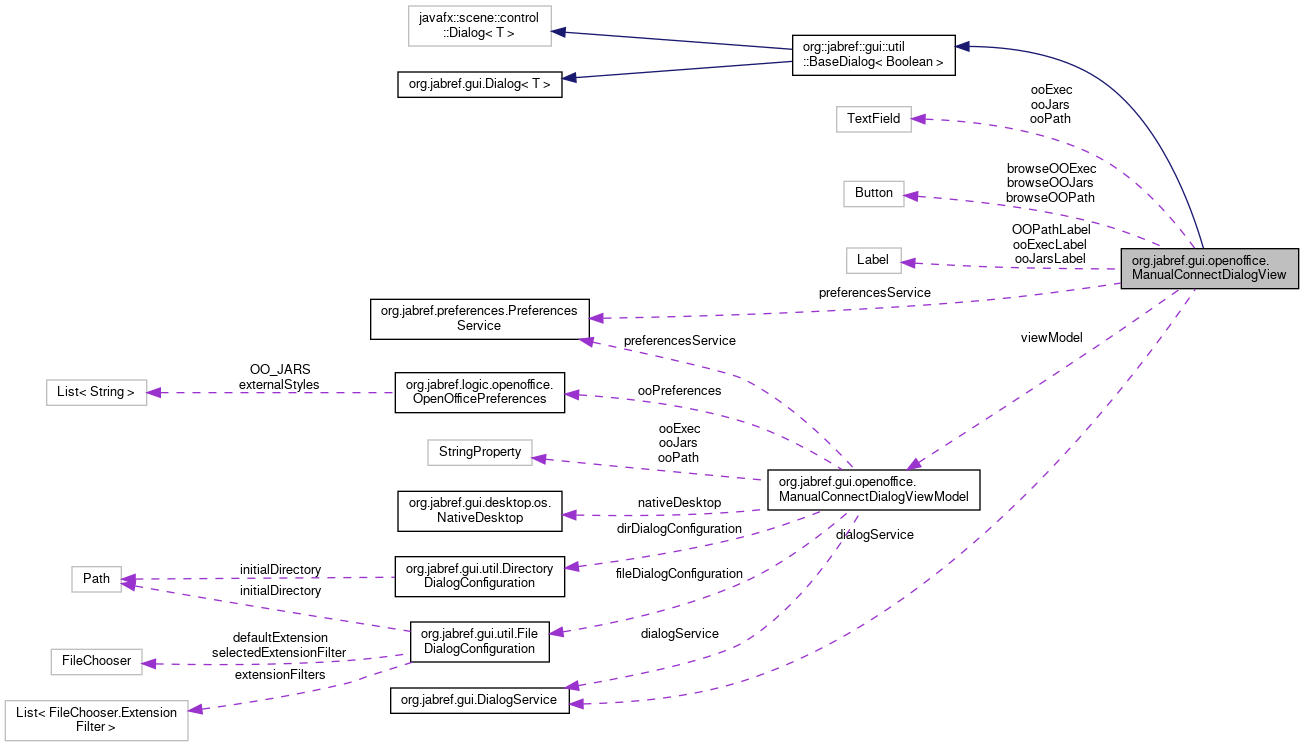 javafx::scene::control
::Dialog< T >
org::jabref::gui::util
::BaseDialog< Boolean >
org.jabref.gui.Dialog< T >
ooExec
ooJars
ooPath
TextField
browseOOExec
browseOOJars
browseOOPath
Button
OOPathLabel
ooExecLabel
ooJarsLabel
Label
org.jabref.gui.openoffice.
ManualConnectDialogView
preferencesService
org.jabref.preferences.Preferences
Service
preferencesService
viewModel
OO_JARS
externalStyles
List< String >
org.jabref.logic.openoffice.
OpenOfficePreferences
ooPreferences
ooExec
ooJars
ooPath
StringProperty
org.jabref.gui.openoffice.
ManualConnectDialogViewModel
org.jabref.gui.desktop.os.
NativeDesktop
nativeDesktop
dirDialogConfiguration
dialogService
org.jabref.gui.util.Directory
DialogConfiguration
initialDirectory
Path
initialDirectory
fileDialogConfiguration
org.jabref.gui.util.File
DialogConfiguration
defaultExtension
selectedExtensionFilter
FileChooser
dialogService
extensionFilters
org.jabref.gui.DialogService
List< FileChooser.Extension
Filter >